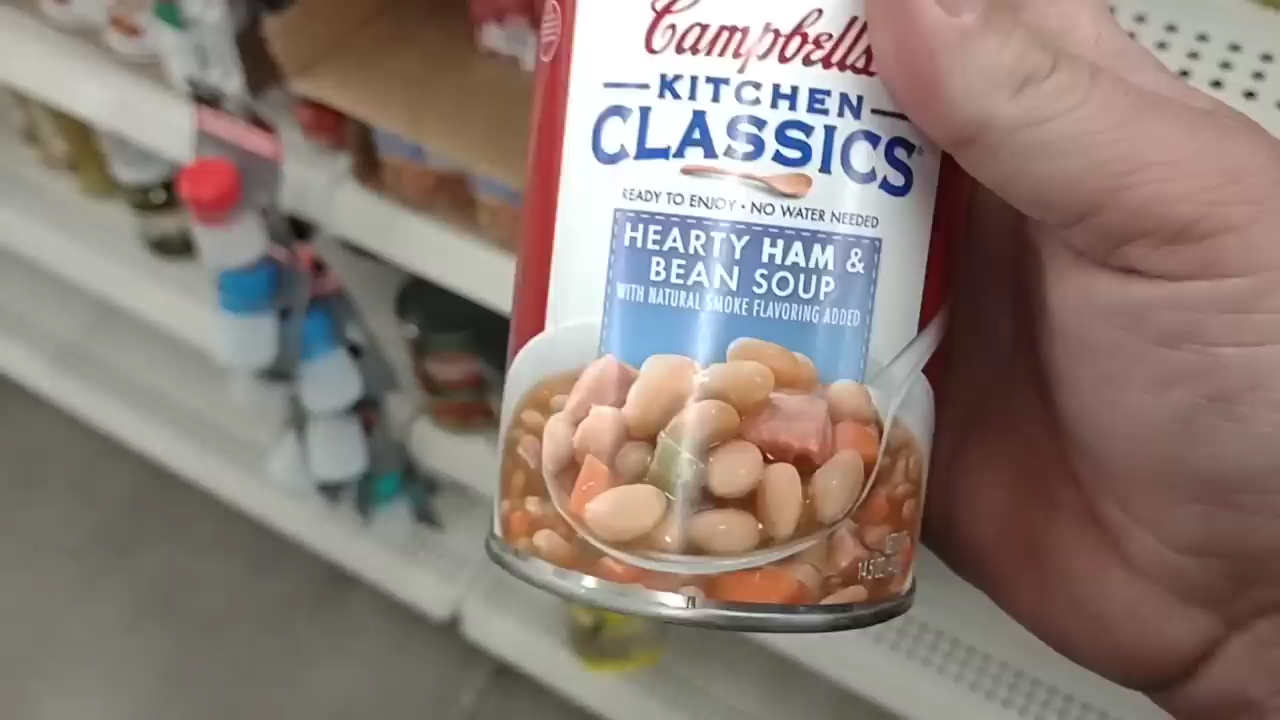 Campbell's
KITCHEN
CLASSICS®
READY TO ENJOY • NO WATER NEEDED
HEARTY HAM &
BEAN SOUP
WITH NATURAL SMOKE FLAVORING ADDED